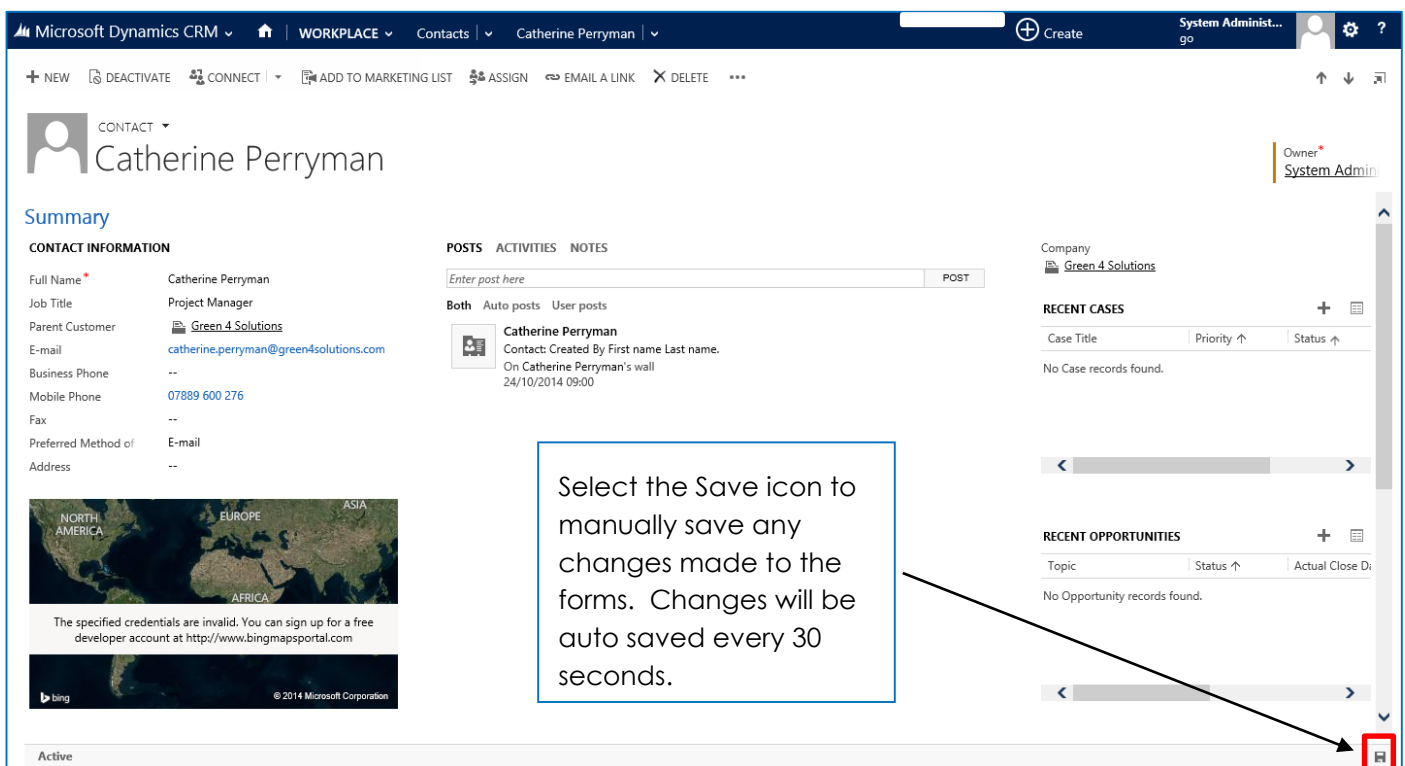 Microsoft Dynamics CRM WORKPLACE Contacts Catherine Perryman Create System Administ... ?
go
NEW DEACTIVATE CONNECT ADD TO MARKETING LIST ASSIGN EMAIL A LINK DELETE •••
CONTACT
Catherine Perryman
Owner*
System Admin
Summary
CONTACT INFORMATION
Full Name* Catherine Perryman
Job Title Project Manager
Parent Customer Green 4 Solutions
E-mail catherine.perryman@green4solutions.com
Business Phone --
Mobile Phone 07889 600 276
Fax --
Preferred Method of E-mail
Address --
NORTH AMERICA
EUROPE
ASIA
AFRICA
The specified credentials are invalid. You can sign up for a free
developer account at http://www.bingmapsportal.com
bing © 2014 Microsoft Corporation
POSTS ACTIVITIES NOTES
Enter post here POST
Both Auto posts User posts
Catherine Perryman
Contact: Created By First name Last name.
On Catherine Perryman's wall
24/10/2014 09:00
Select the Save icon to
manually save any
changes made to the
forms. Changes will be
auto saved every 30
seconds.
Company
Green 4 Solutions
RECENT CASES
Case Title Priority ↑ Status ↑
No Case records found.
RECENT OPPORTUNITIES
Topic Status ↑ Actual Close Da
No Opportunity records found.
Active